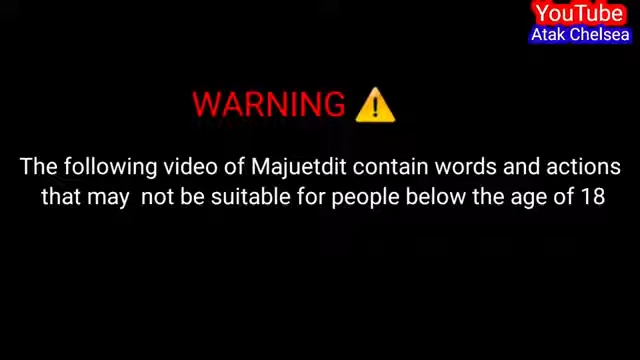 YouTube
Atak Chelsea
WARNING ⚠️
The following video of Majuetdit contain words and actions
that may not be suitable for people below the age of 18